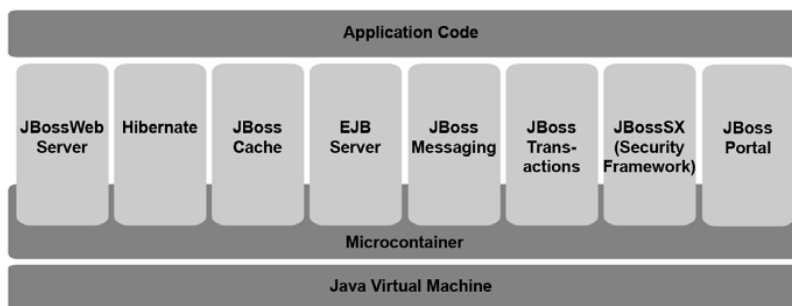 Application Code
JBossWeb
Server
Hibernate
JBoss
Cache
EJB
Server
JBoss
Messaging
JBoss
Trans-
actions
JBossSX
(Security
Framework)
JBoss
Portal
Microcontainer
Java Virtual Machine